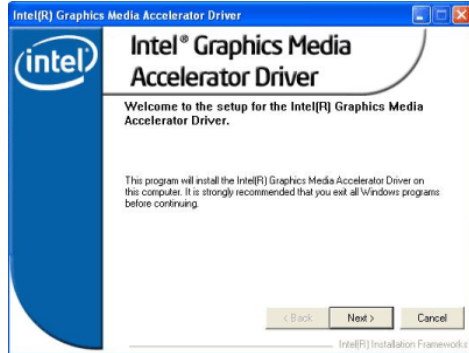 Intel(R) Graphics Media Accelerator Driver
intel
Intel® Graphics Media
Accelerator Driver
Welcome to the setup for the Intel(R) Graphics Media
Accelerator Driver.
This program will install the Intel(R) Graphics Media Accelerator Driver on
this computer. It is strongly recommended that you exit all Windows programs
before continuing.
< Back Next > Cancel
Intel(R) Installation Frameworks